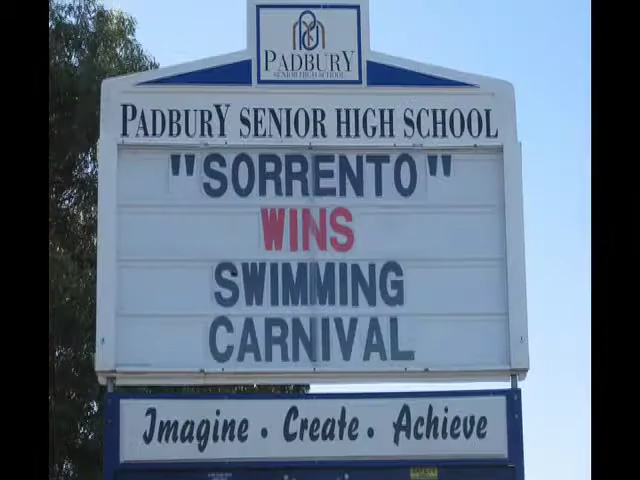 PADBURY
SENIOR HIGH SCHOOL
PADBURY SENIOR HIGH SCHOOL
"SORRENTO"
WINS
SWIMMING
CARNIVAL
Imagine . Create . Achieve